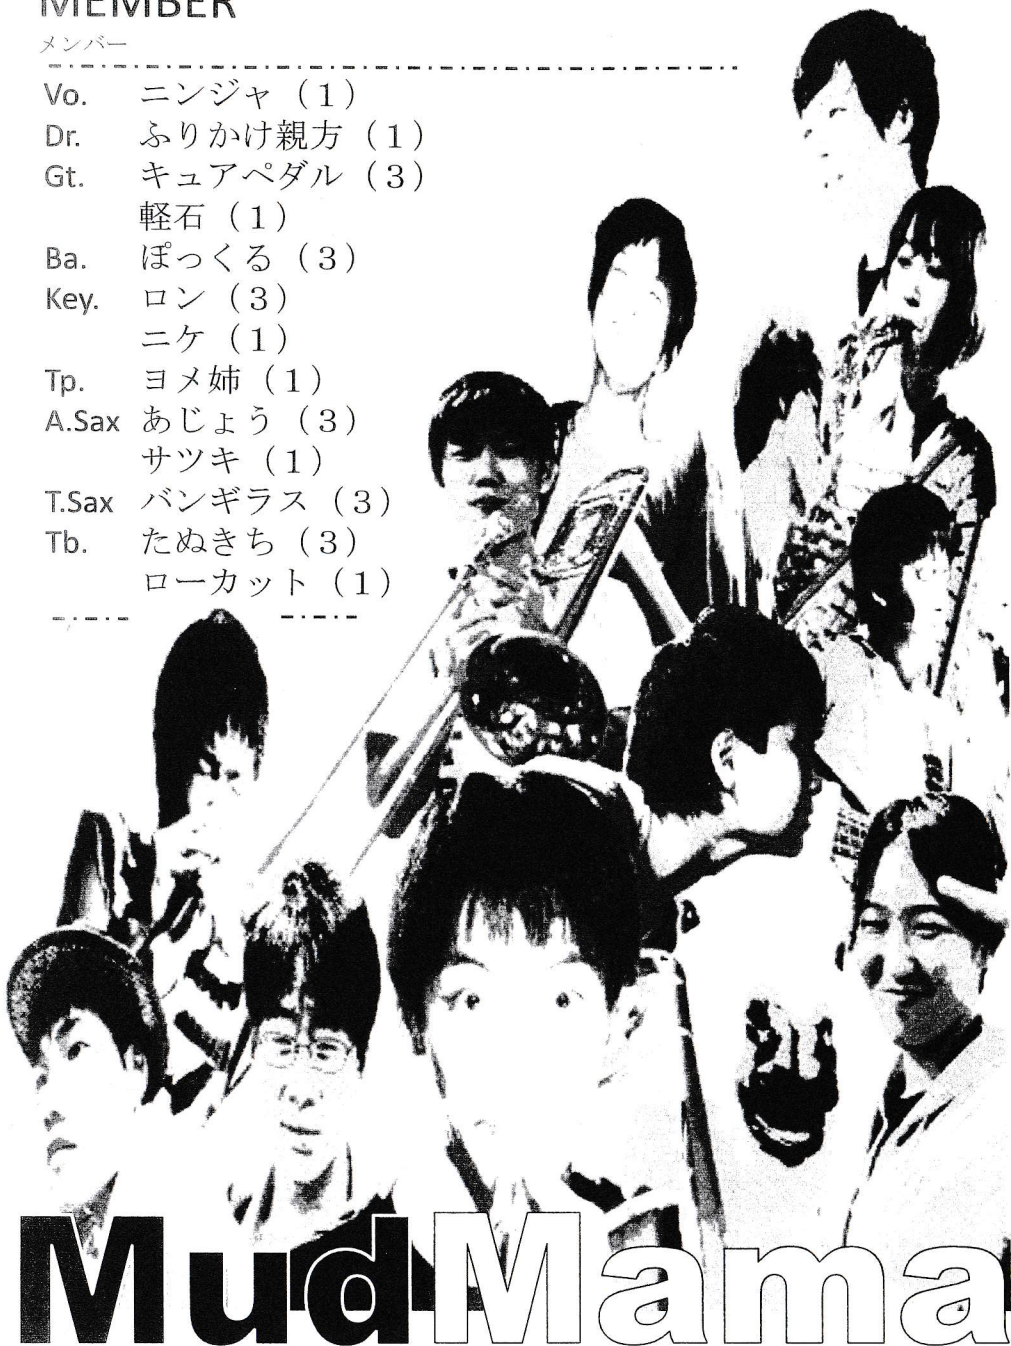 MEMBER
メンバー
Vo. ニンジャ（１）
Dr. ふりかけ親方（１）
Gt. キュアペダル（３）
軽石（１）
Ba. ぽっくる（３）
Key. ロン（３）
ニケ（１）
Tp. ヨメ姉（１）
A.Sax あじょう（３）
サツキ（１）
T.Sax バンギラス（３）
Tb. たぬきち（３）
ローカット（１）
MudMama